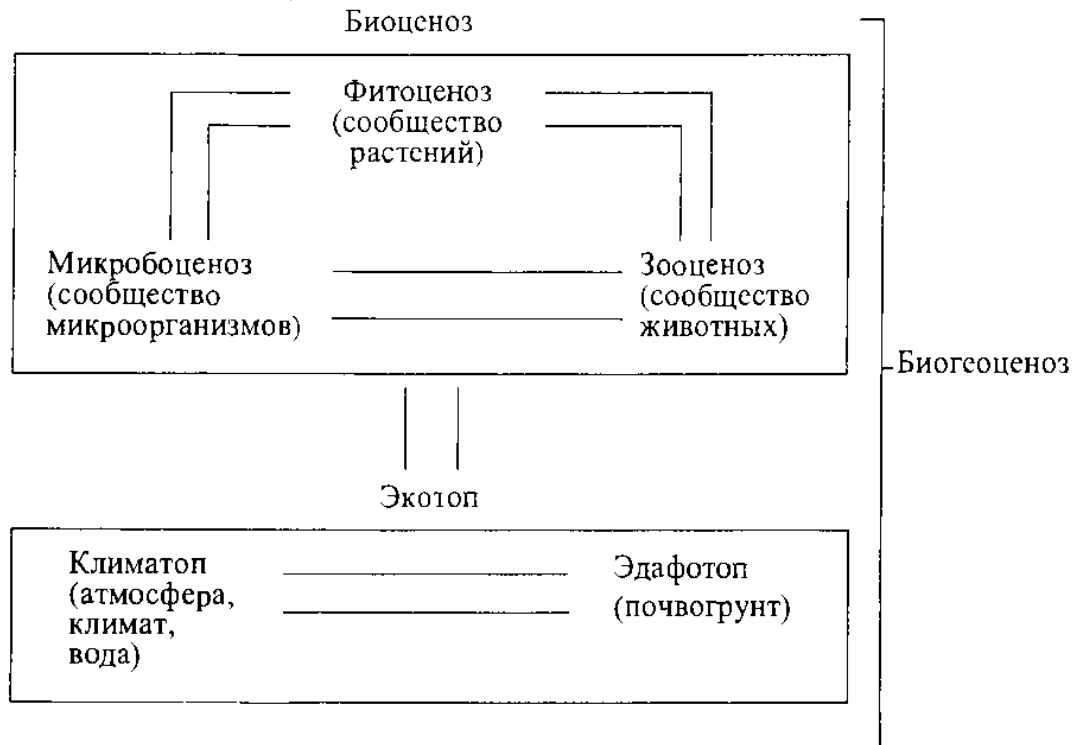 Биоценоз
Фитоценоз
(сообщество
растений)
Микробоценоз
(сообщество
микроорганизмов)
Зооценоз
(сообщество
животных)
Биогеоценоз
Экотоп
Климатоп
(атмосфера,
климат,
вода)
Эдафотоп
(почвогрунт)